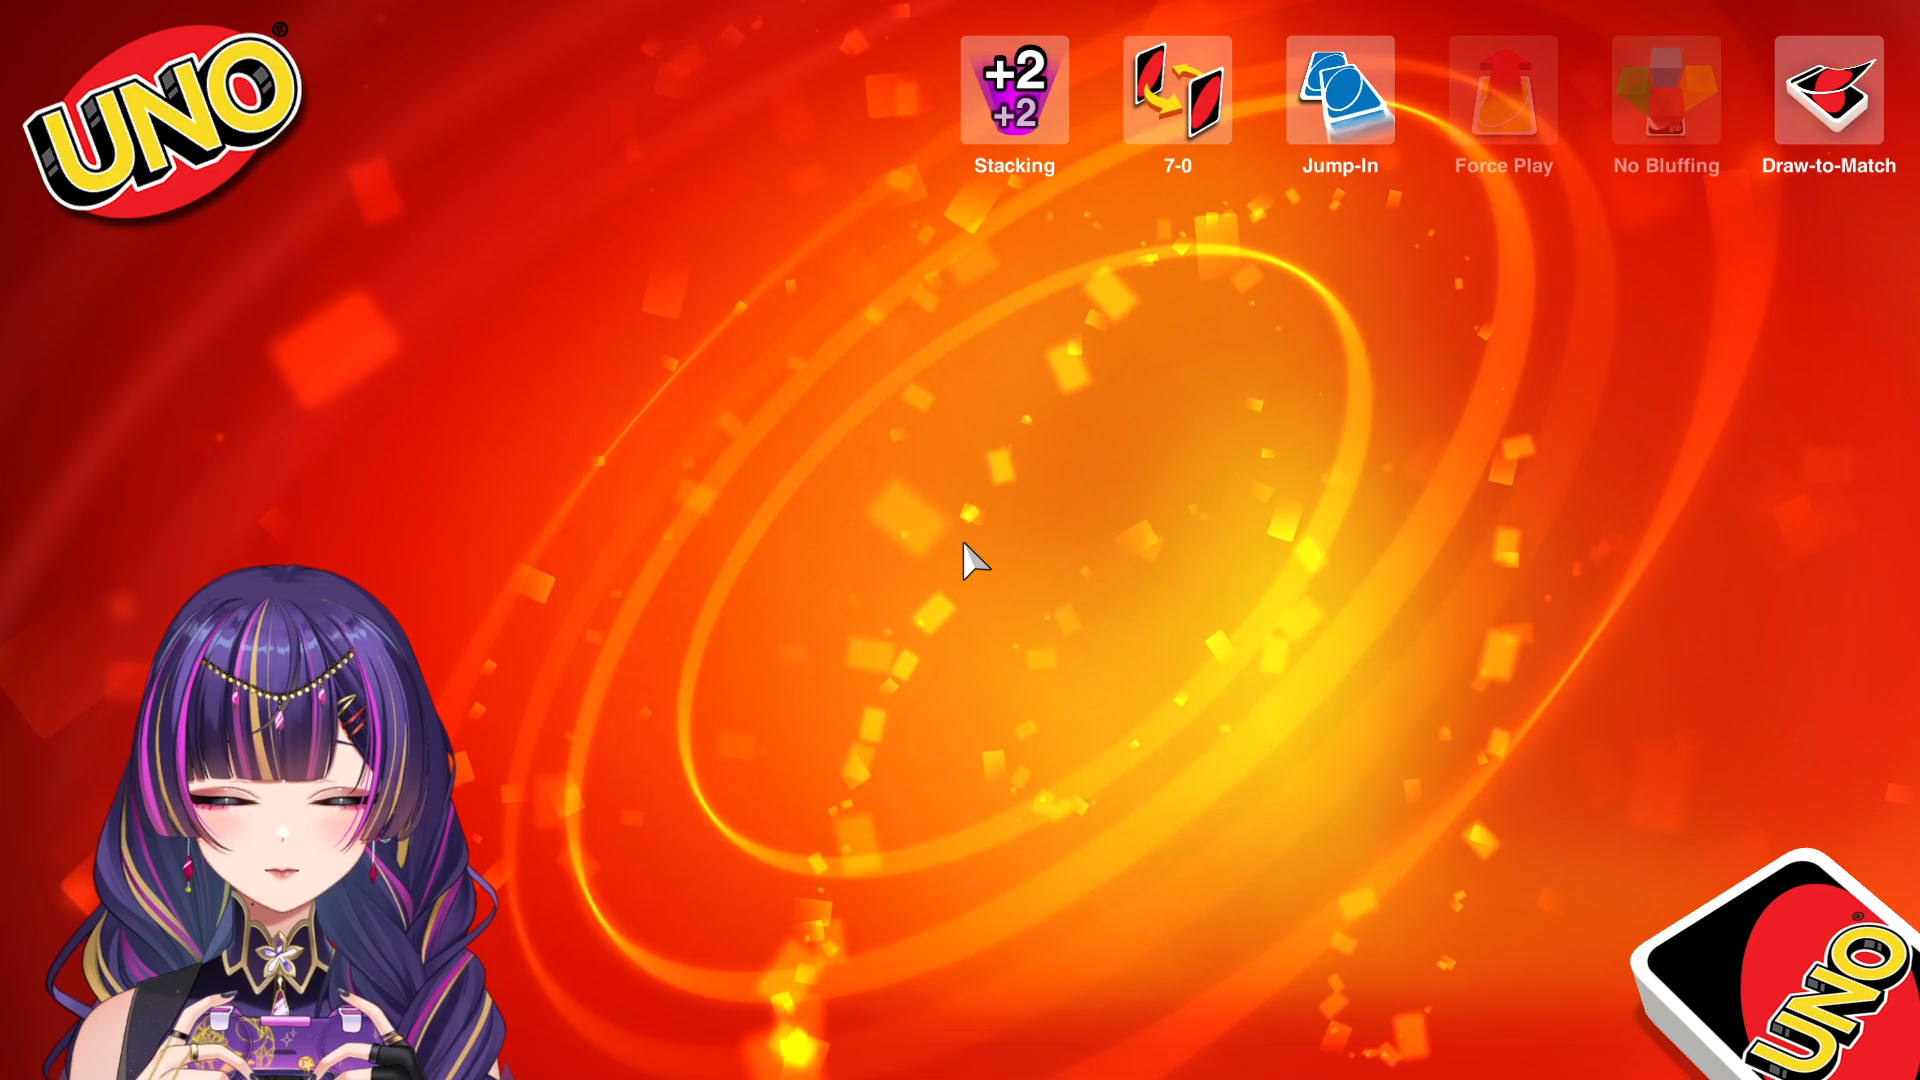 UNO®
+2
+2
Stacking
7-0
Jump-In
Force Play
No Bluffing
Draw-to-Match
UNO®